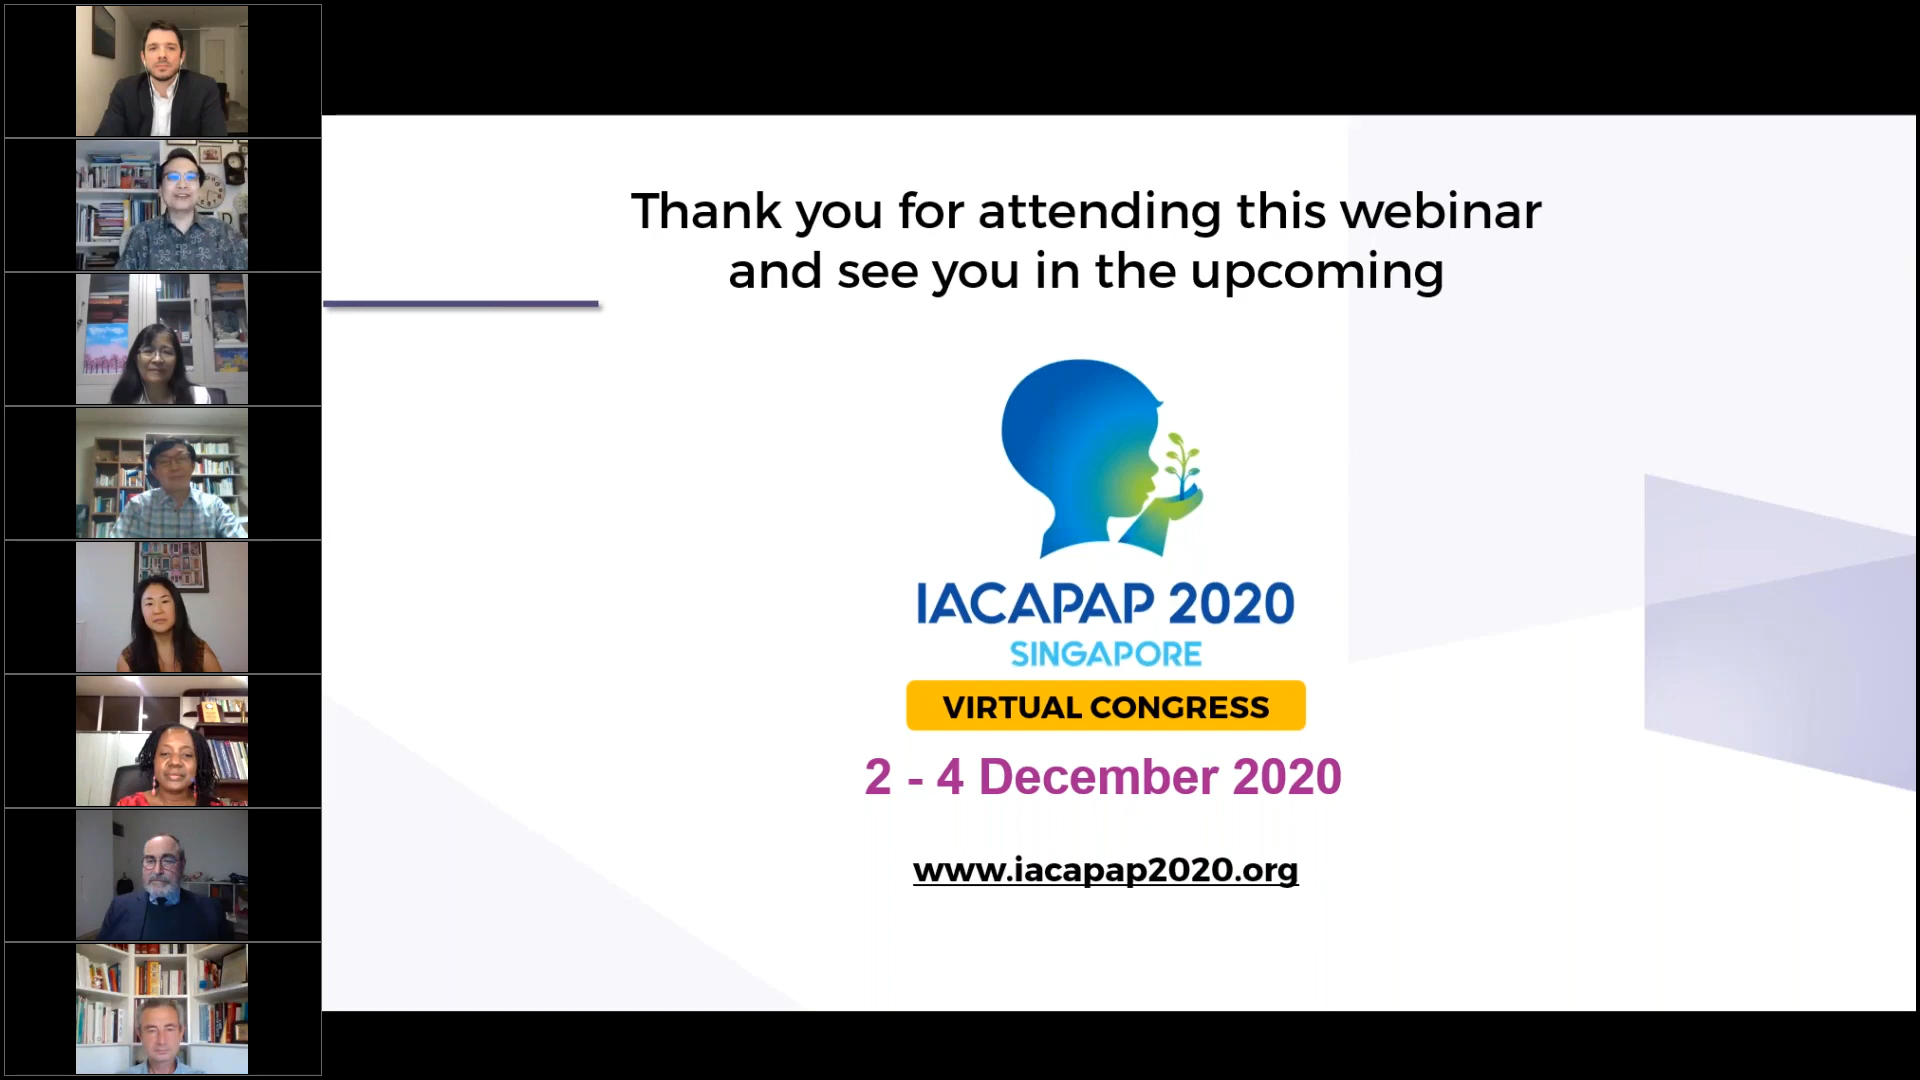 Thank you for attending this webinar
and see you in the upcoming
IACAPAP 2020
SINGAPORE
VIRTUAL CONGRESS
2 - 4 December 2020
www.iacapap2020.org